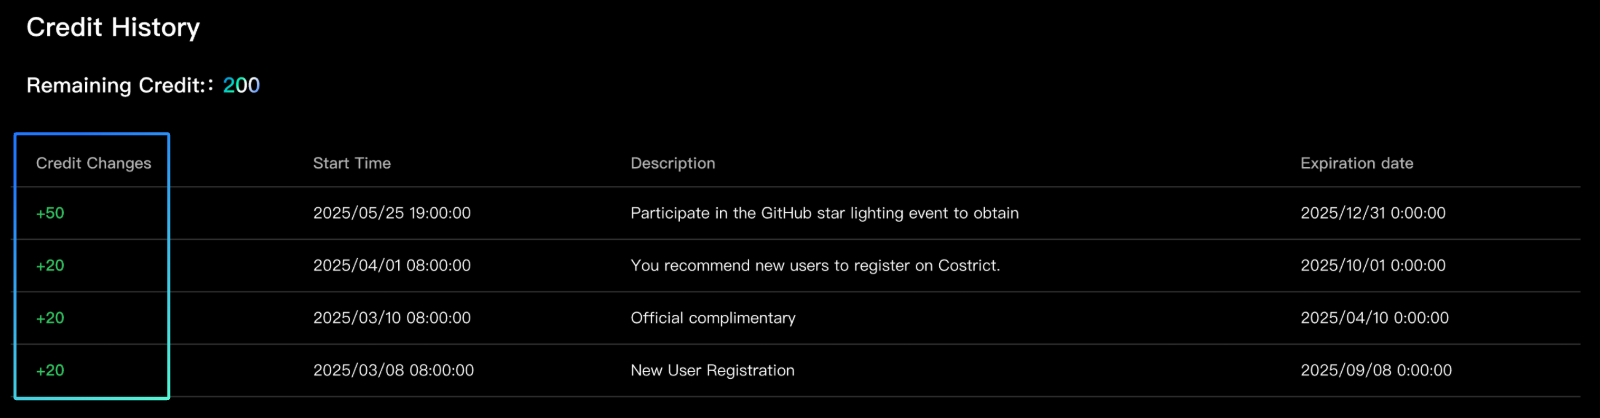 Credit History
Remaining Credit:: 200
Credit Changes Start Time Description Expiration date
+50 2025/05/25 19:00:00 Participate in the GitHub star lighting event to obtain 2025/12/31 0:00:00
+20 2025/04/01 08:00:00 You recommend new users to register on Costrict. 2025/10/01 0:00:00
+20 2025/03/10 08:00:00 Official complimentary 2025/04/10 0:00:00
+20 2025/03/08 08:00:00 New User Registration 2025/09/08 0:00:00